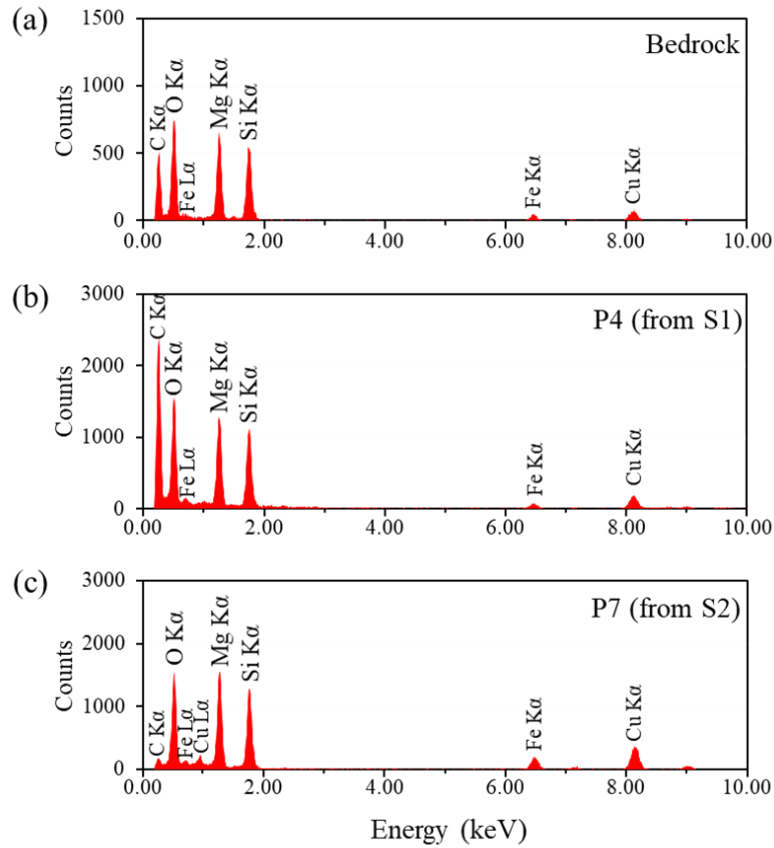 (a)
1500
1000
500
0
Counts
Bedrock
C Kα
O Kα
Fe Lα
Mg Kα
Si Kα
Fe Kα
Cu Kα
0.00 2.00 4.00 6.00 8.00 10.00
(b)
3000
2000
1000
0
Counts
P4 (from S1)
C Kα
O Kα
Fe Lα
Mg Kα
Si Kα
Fe Kα
Cu Kα
0.00 2.00 4.00 6.00 8.00 10.00
(c)
3000
2000
1000
0
Counts
P7 (from S2)
C Kα
O Kα
Fe Lα
Cu Lα
Mg Kα
Si Kα
Fe Kα
Cu Kα
0.00 2.00 4.00 6.00 8.00 10.00
Energy (keV)